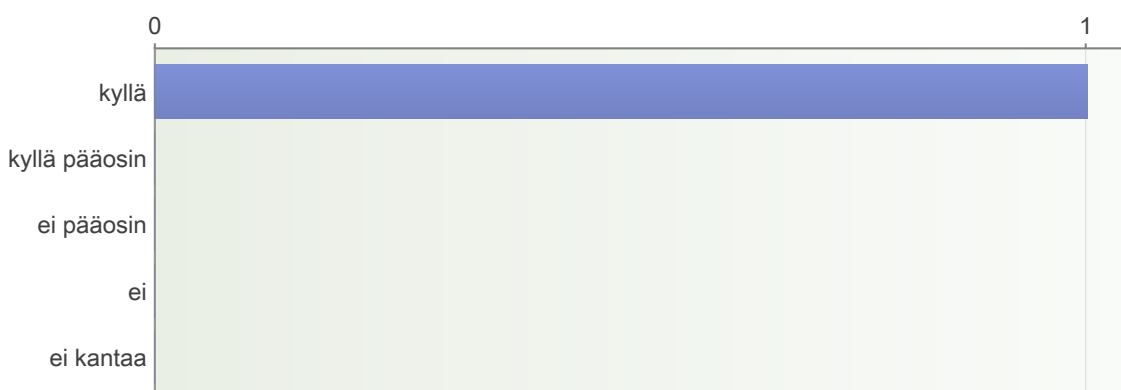 0 1
kyllä
kyllä pääosin
ei pääosin
ei
ei kantaa